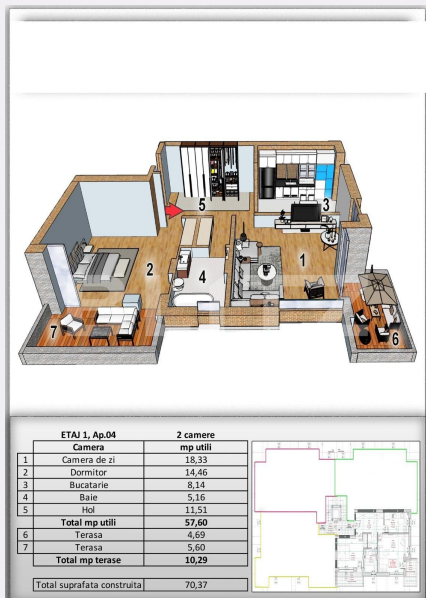 5
3
2
4
1
7
6
ETAJ 1, Ap.04 2 camere
Camera mp utili
1 Camera de zi 18,33
2 Dormitor 14,46
3 Bucatarie 8,14
4 Baie 5,16
5 Hol 11,51
Total mp utili 57,60
6 Terasa 4,69
7 Terasa 5,60
Total mp terase 10,29
Total suprafata construita 70,37